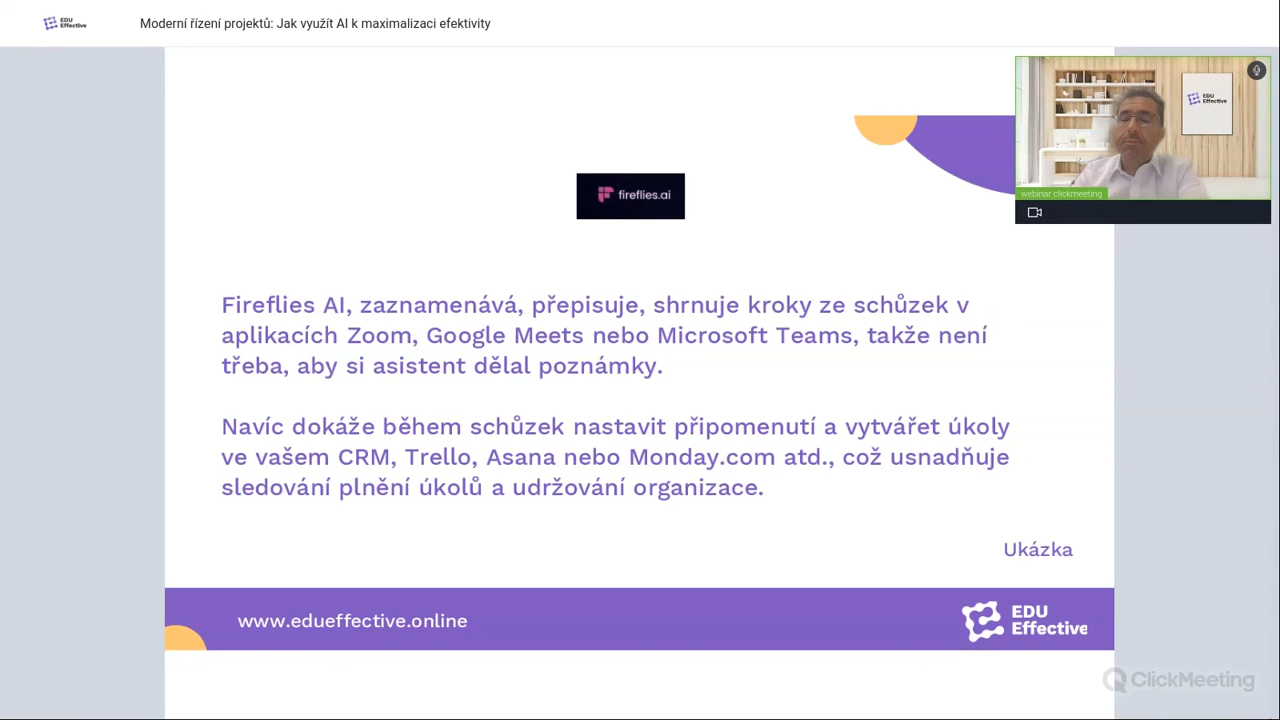 EDU
Effective
Moderní řízení projektů: Jak využít AI k maximalizaci efektivity
EDU
Effective
webinar clickmeeting
fireflies.ai
Fireflies AI, zaznamenává, přepisuje, shrnuje kroky ze schůzek v
aplikacích Zoom, Google Meets nebo Microsoft Teams, takže není
třeba, aby si asistent dělal poznámky.
Navíc dokáže během schůzek nastavit připomenutí a vytvářet úkoly
ve vašem CRM, Trello, Asana nebo Monday.com atd., což usnadňuje
sledování plnění úkolů a udržování organizace.
Ukázka
www.edueffective.online
EDU
Effective
ClickMeeting